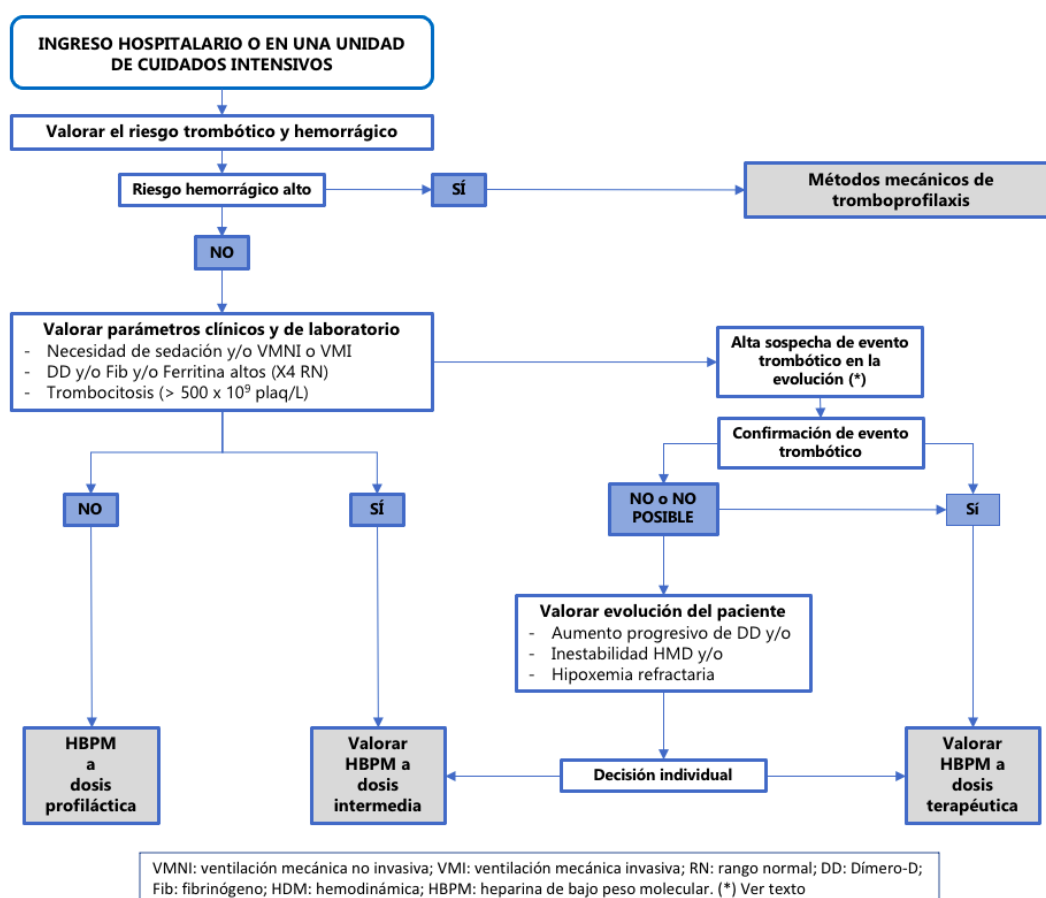 INGRESO HOSPITALARIO O EN UNA UNIDAD
DE CUIDADOS INTENSIVOS
Valorar el riesgo trombótico y hemorrágico
Riesgo hemorrágico alto
SÍ
Métodos mecánicos de
tromboprofilaxis
NO
Valorar parámetros clínicos y de laboratorio
- Necesidad de sedación y/o VMNI o VMI
- DD y/o Fib y/o Ferritina altos (X4 RN)
- Trombocitosis (> 500 x 10⁹ plaq/L)
Alta sospecha de evento
trombótico en la
evolución (*)
Confirmación de evento
trombótico
NO
SÍ
NO o NO
POSIBLE
Sí
Valorar evolución del paciente
- Aumento progresivo de DD y/o
- Inestabilidad HMD y/o
- Hipoxemia refractaria
HBPM
a
dosis
profiláctica
Valorar
HBPM a
dosis
intermedia
Decisión individual
Valorar
HBPM a
dosis
terapéutica
VMNI: ventilación mecánica no invasiva; VMI: ventilación mecánica invasiva; RN: rango normal; DD: Dímero-D;
Fib: fibrinógeno; HDM: hemodinámica; HBPM: heparina de bajo peso molecular. (*) Ver texto